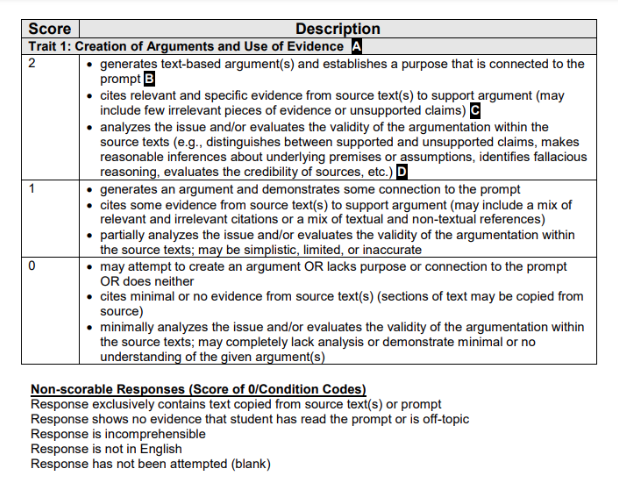 Score Description
Trait 1: Creation of Arguments and Use of Evidence A
2
• generates text-based argument(s) and establishes a purpose that is connected to the
prompt B
• cites relevant and specific evidence from source text(s) to support argument (may
include few irrelevant pieces of evidence or unsupported claims) C
• analyzes the issue and/or evaluates the validity of the argumentation within the
source texts (e.g., distinguishes between supported and unsupported claims, makes
reasonable inferences about underlying premises or assumptions, identifies fallacious
reasoning, evaluates the credibility of sources, etc.) D
1
• generates an argument and demonstrates some connection to the prompt
• cites some evidence from source text(s) to support argument (may include a mix of
relevant and irrelevant citations or a mix of textual and non-textual references)
• partially analyzes the issue and/or evaluates the validity of the argumentation within
the source texts; may be simplistic, limited, or inaccurate
0
• may attempt to create an argument OR lacks purpose or connection to the prompt
OR does neither
• cites minimal or no evidence from source text(s) (sections of text may be copied from
source)
• minimally analyzes the issue and/or evaluates the validity of the argumentation within
the source texts; may completely lack analysis or demonstrate minimal or no
understanding of the given argument(s)
Non-scorable Responses (Score of 0/Condition Codes)
Response exclusively contains text copied from source text(s) or prompt
Response shows no evidence that student has read the prompt or is off-topic
Response is incomprehensible
Response is not in English
Response has not been attempted (blank)